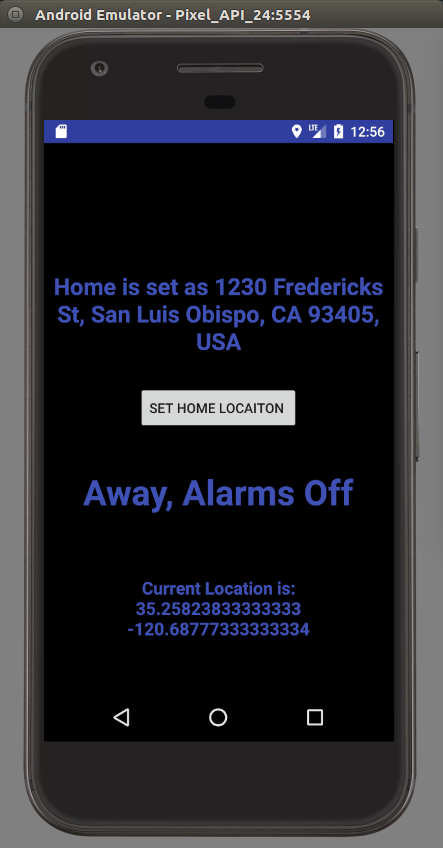 Android Emulator - Pixel_API_24:5554
LTE 12:56
Home is set as 1230 Fredericks
St, San Luis Obispo, CA 93405,
USA
SET HOME LOCAITON
Away, Alarms Off
Current Location is:
35.25823833333333
-120.68777333333334